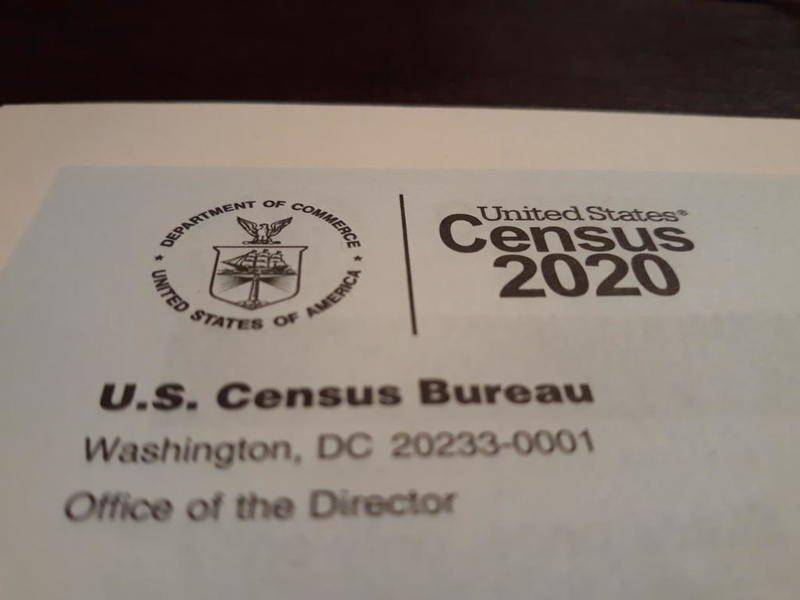 DEPARTMENT OF COMMERCE
★ UNITED STATES OF AMERICA ★
United States®
Census
2020
U.S. Census Bureau
Washington, DC 20233-0001
Office of the Director